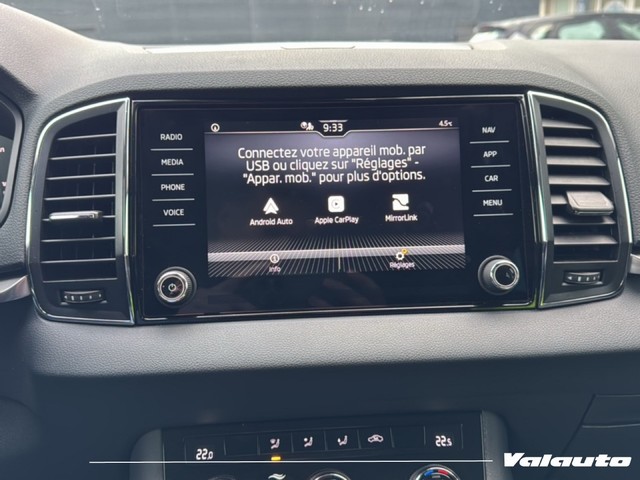 9:33
4.5°C
RADIO
MEDIA
PHONE
VOICE
Connectez votre appareil mob. par
USB ou cliquez sur "Réglages" -
"Appar. mob." pour plus d'options.
Android Auto
Apple CarPlay
MirrorLink
Info
Réglages
NAV
APP
CAR
MENU
22.0
22.5
Valauto